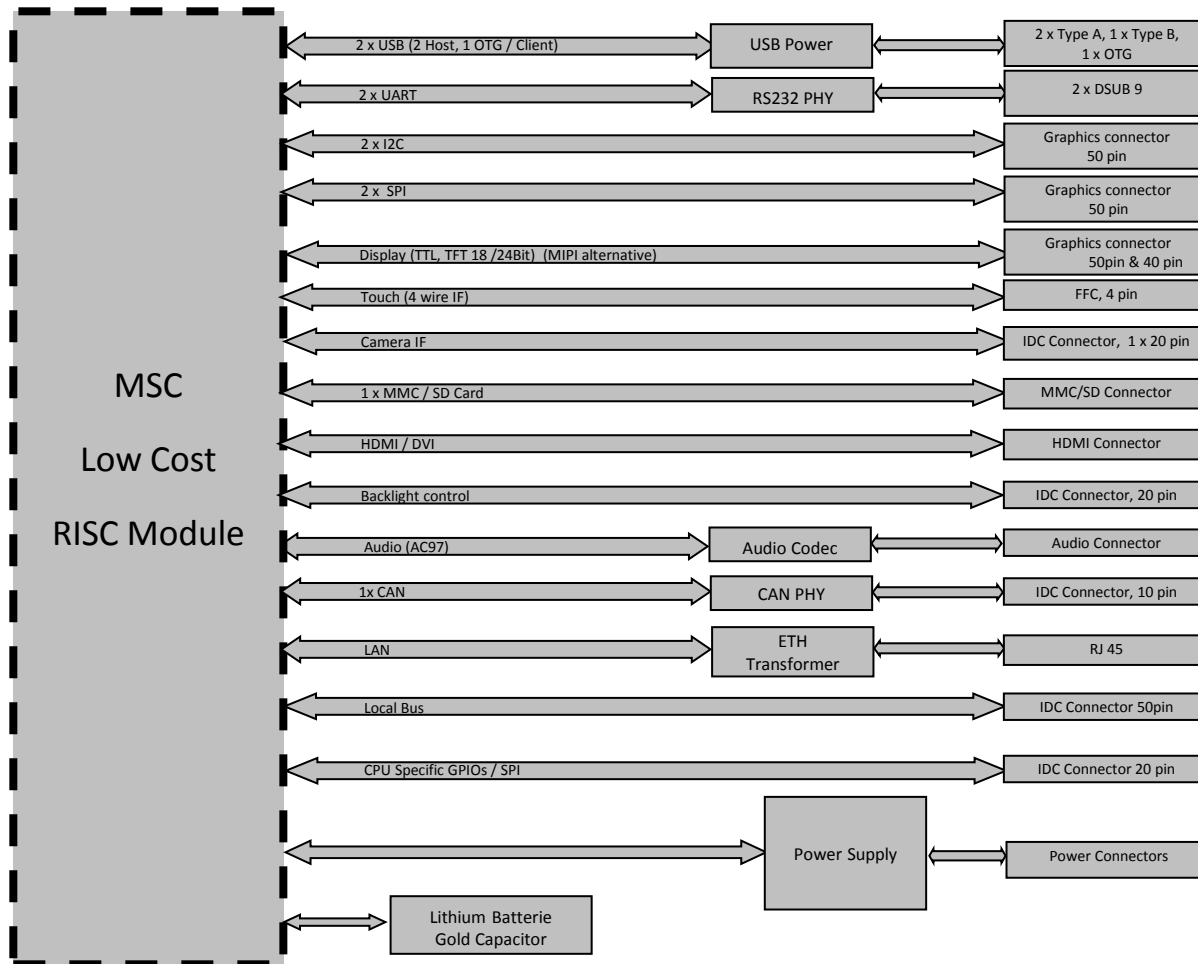 2 x USB (2 Host, 1 OTG / Client)
USB Power
2 x Type A, 1 x Type B,
1 x OTG
2 x UART
RS232 PHY
2 x DSUB 9
2 x I2C
Graphics connector
50 pin
2 x SPI
Graphics connector
50 pin
Display (TTL, TFT 18 /24Bit) (MIPI alternative)
Graphics connector
50pin & 40 pin
Touch (4 wire IF)
FFC, 4 pin
Camera IF
IDC Connector, 1 x 20 pin
MSC
Low Cost
RISC Module
1 x MMC / SD Card
MMC/SD Connector
HDMI / DVI
HDMI Connector
Backlight control
IDC Connector, 20 pin
Audio (AC97)
Audio Codec
Audio Connector
1x CAN
CAN PHY
IDC Connector, 10 pin
LAN
ETH
Transformer
RJ 45
Local Bus
IDC Connector 50pin
CPU Specific GPIOs / SPI
IDC Connector 20 pin
Power Supply
Power Connectors
Lithium Batterie
Gold Capacitor